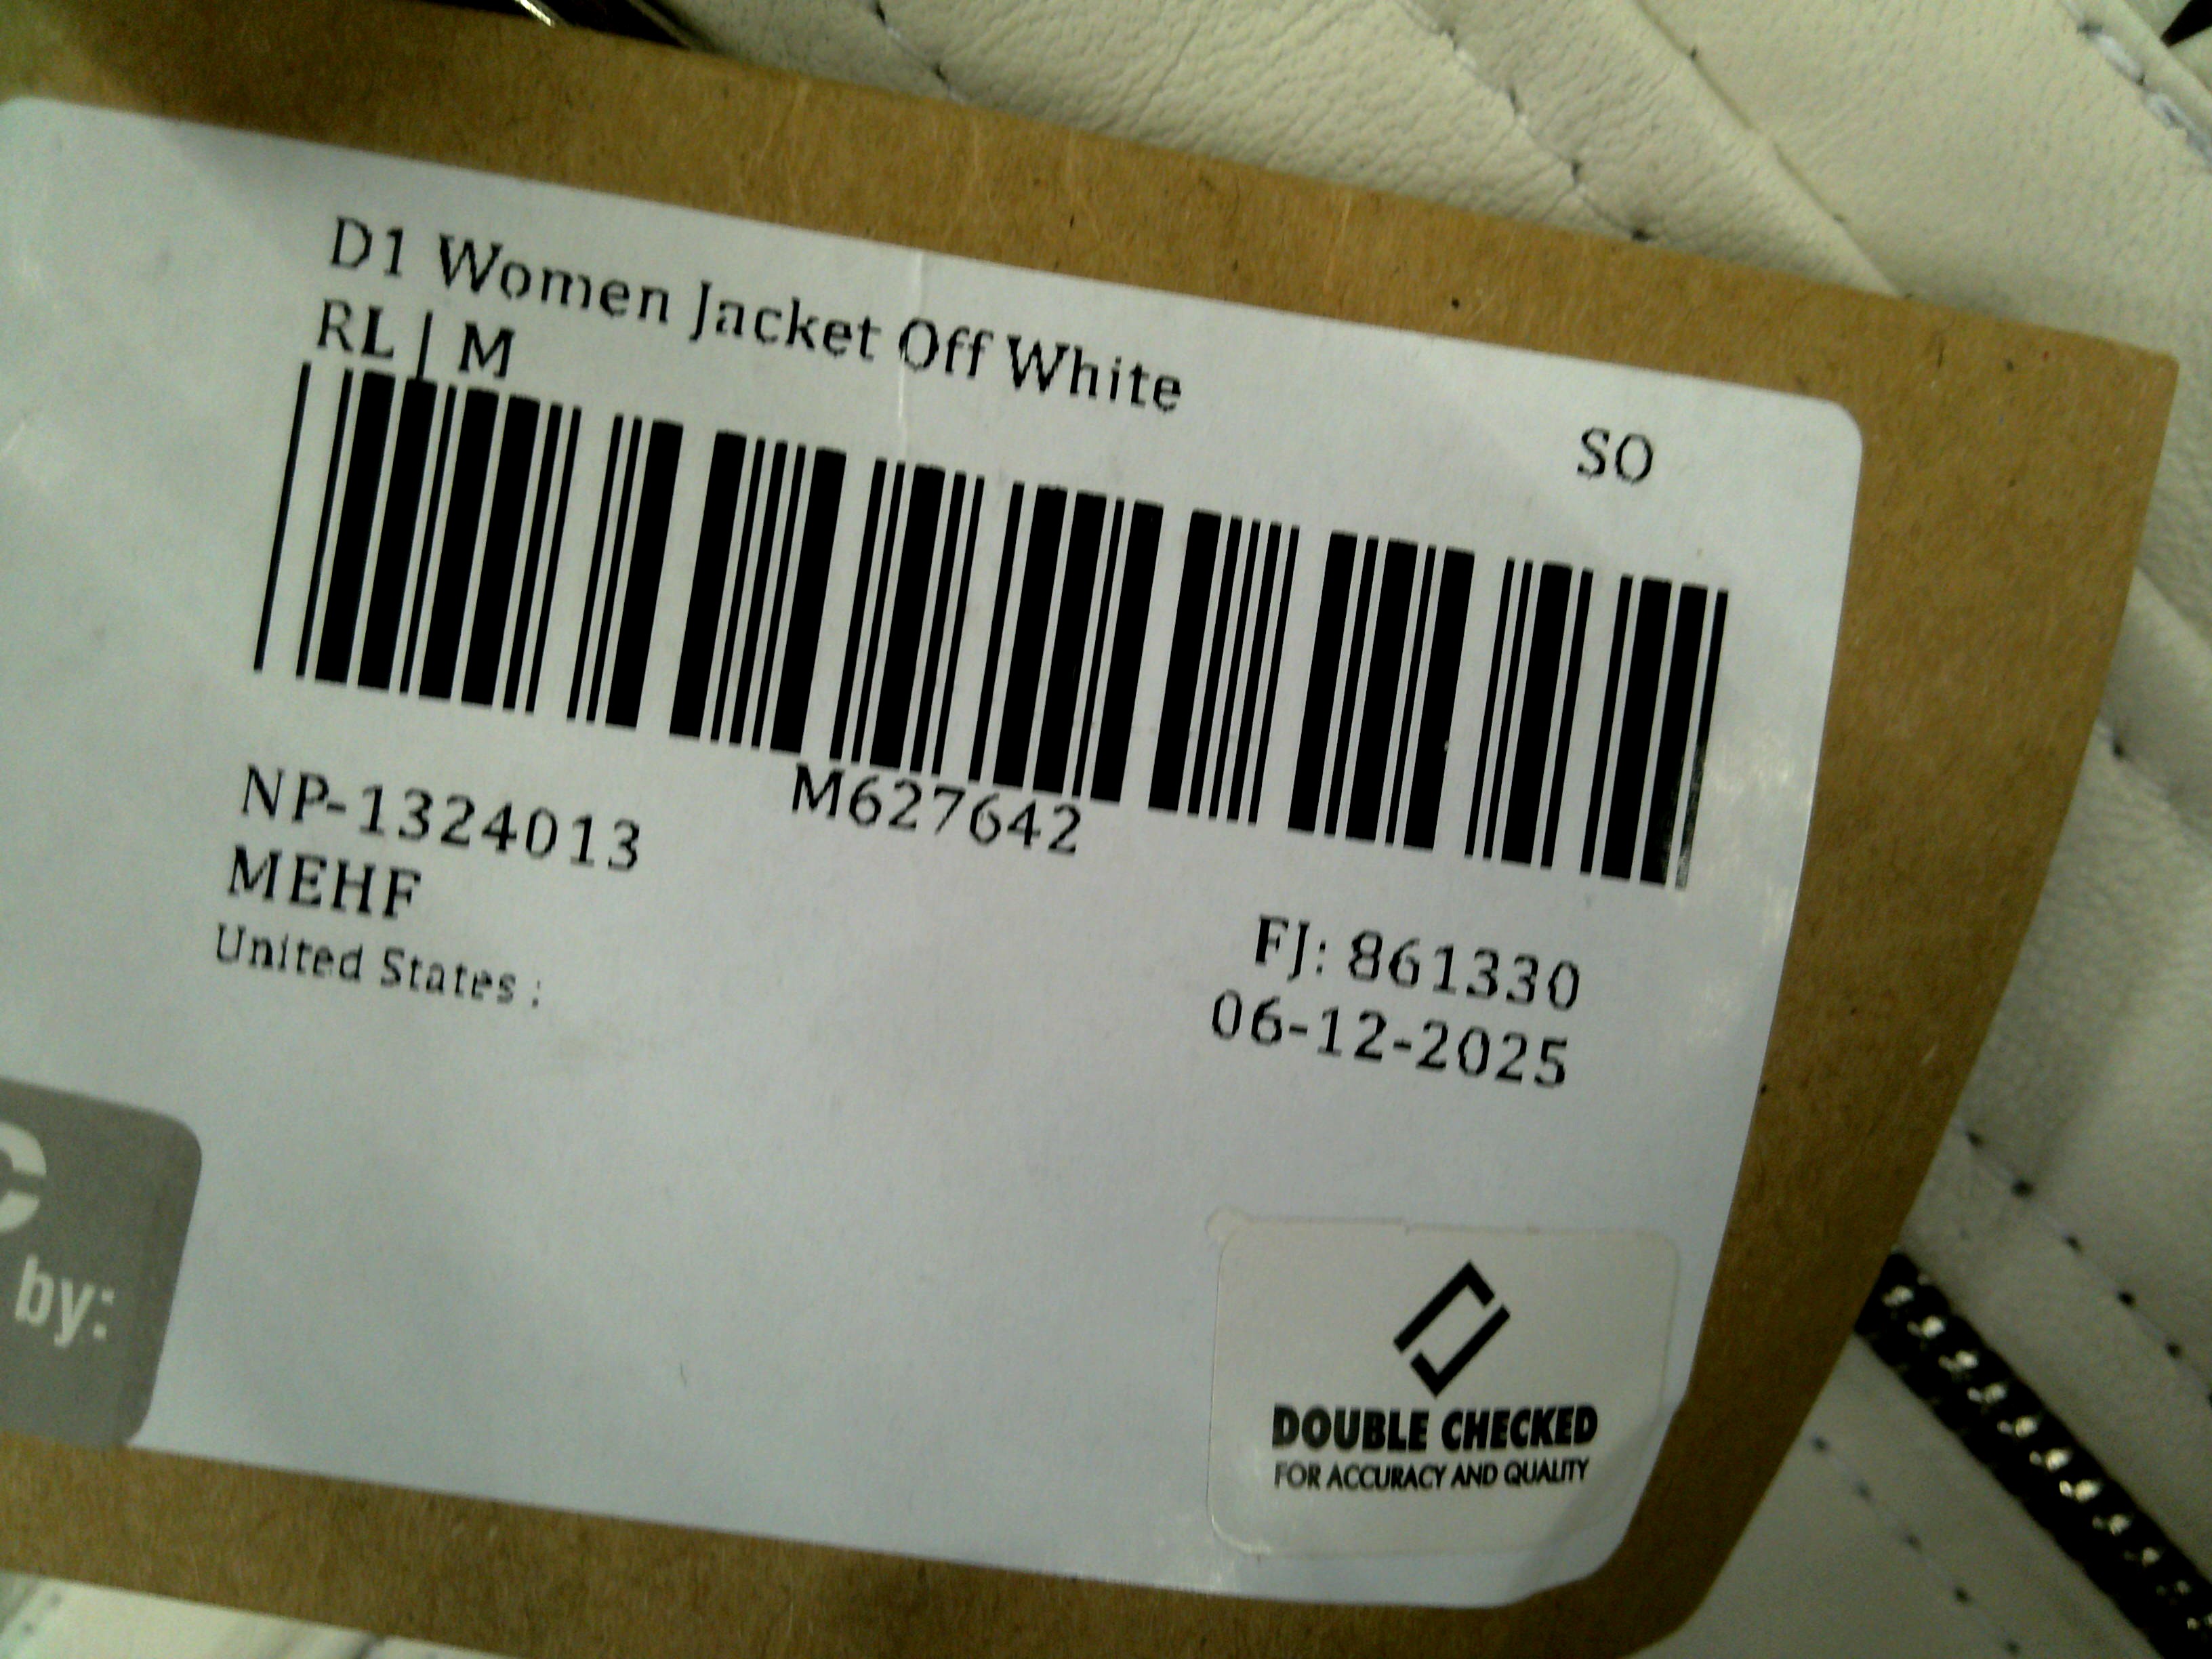 D1 Women Jacket Off White
RL | M
SO
M627642
NP-1324013
MEHF
United States :
FJ: 861330
06-12-2025
C
by:
DOUBLE CHECKED
FOR ACCURACY AND QUALITY